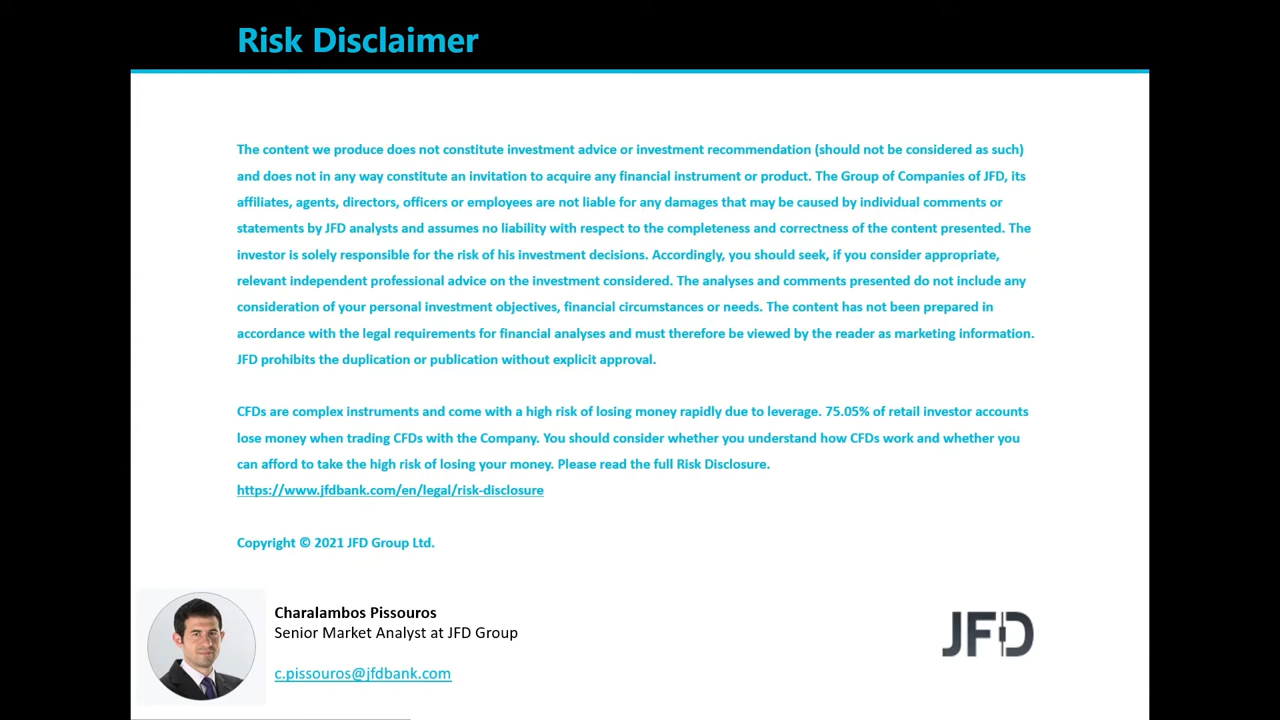 Risk Disclaimer
The content we produce does not constitute investment advice or investment recommendation (should not be considered as such)
and does not in any way constitute an invitation to acquire any financial instrument or product. The Group of Companies of JFD, its
affiliates, agents, directors, officers or employees are not liable for any damages that may be caused by individual comments or
statements by JFD analysts and assumes no liability with respect to the completeness and correctness of the content presented. The
investor is solely responsible for the risk of his investment decisions. Accordingly, you should seek, if you consider appropriate,
relevant independent professional advice on the investment considered. The analyses and comments presented do not include any
consideration of your personal investment objectives, financial circumstances or needs. The content has not been prepared in
accordance with the legal requirements for financial analyses and must therefore be viewed by the reader as marketing information.
JFD prohibits the duplication or publication without explicit approval.
CFDs are complex instruments and come with a high risk of losing money rapidly due to leverage. 75.05% of retail investor accounts
lose money when trading CFDs with the Company. You should consider whether you understand how CFDs work and whether you
can afford to take the high risk of losing your money. Please read the full Risk Disclosure.
https://www.jfdbank.com/en/legal/risk-disclosure
Copyright © 2021 JFD Group Ltd.
Charalambos Pissouros
Senior Market Analyst at JFD Group
c.pissouros@jfdbank.com
JFD